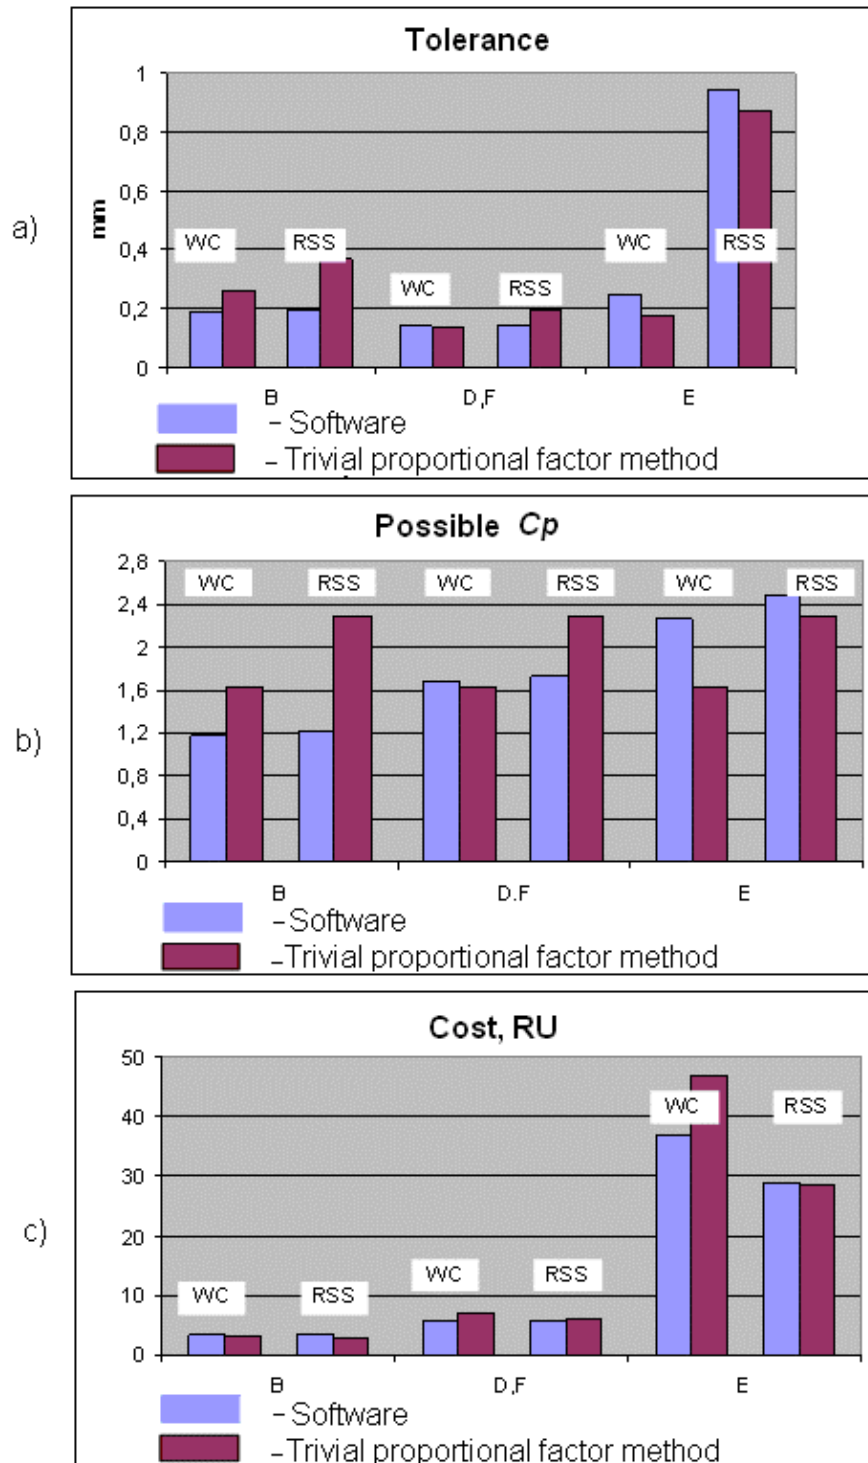 a)
Tolerance
mm
1
0,8
0,6
0,4
0,2
0
WC
RSS
WC
RSS
WC
RSS
B
D,F
E
– Software
– Trivial proportional factor method
b)
Possible Cp
2,8
2,4
2
1,6
1,2
0,8
0,4
0
WC
RSS
WC
RSS
WC
RSS
B
D.F
E
– Software
– Trivial proportional factor method
c)
Cost, RU
50
40
30
20
10
0
WC
RSS
WC
RSS
WC
RSS
B
D,F
E
– Software
– Trivial proportional factor method